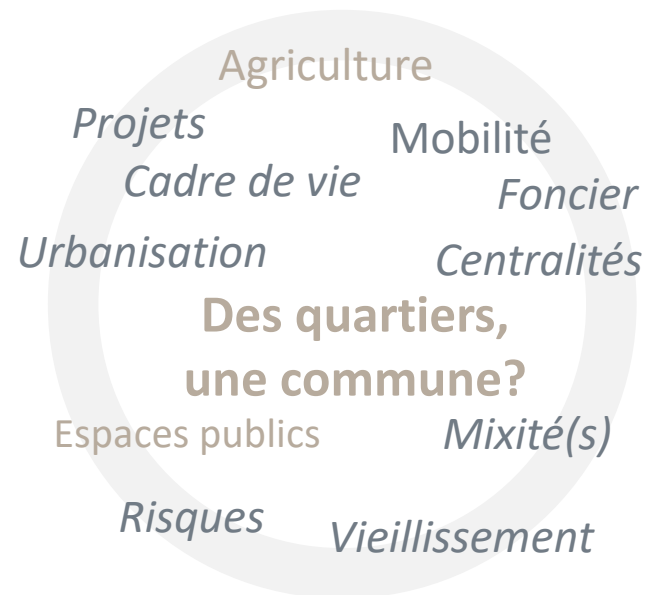 Agriculture
Projets
Mobilité
Cadre de vie
Foncier
Urbanisation
Centralités
Des quartiers,
une commune?
Espaces publics
Mixité(s)
Risques
Vieillissement